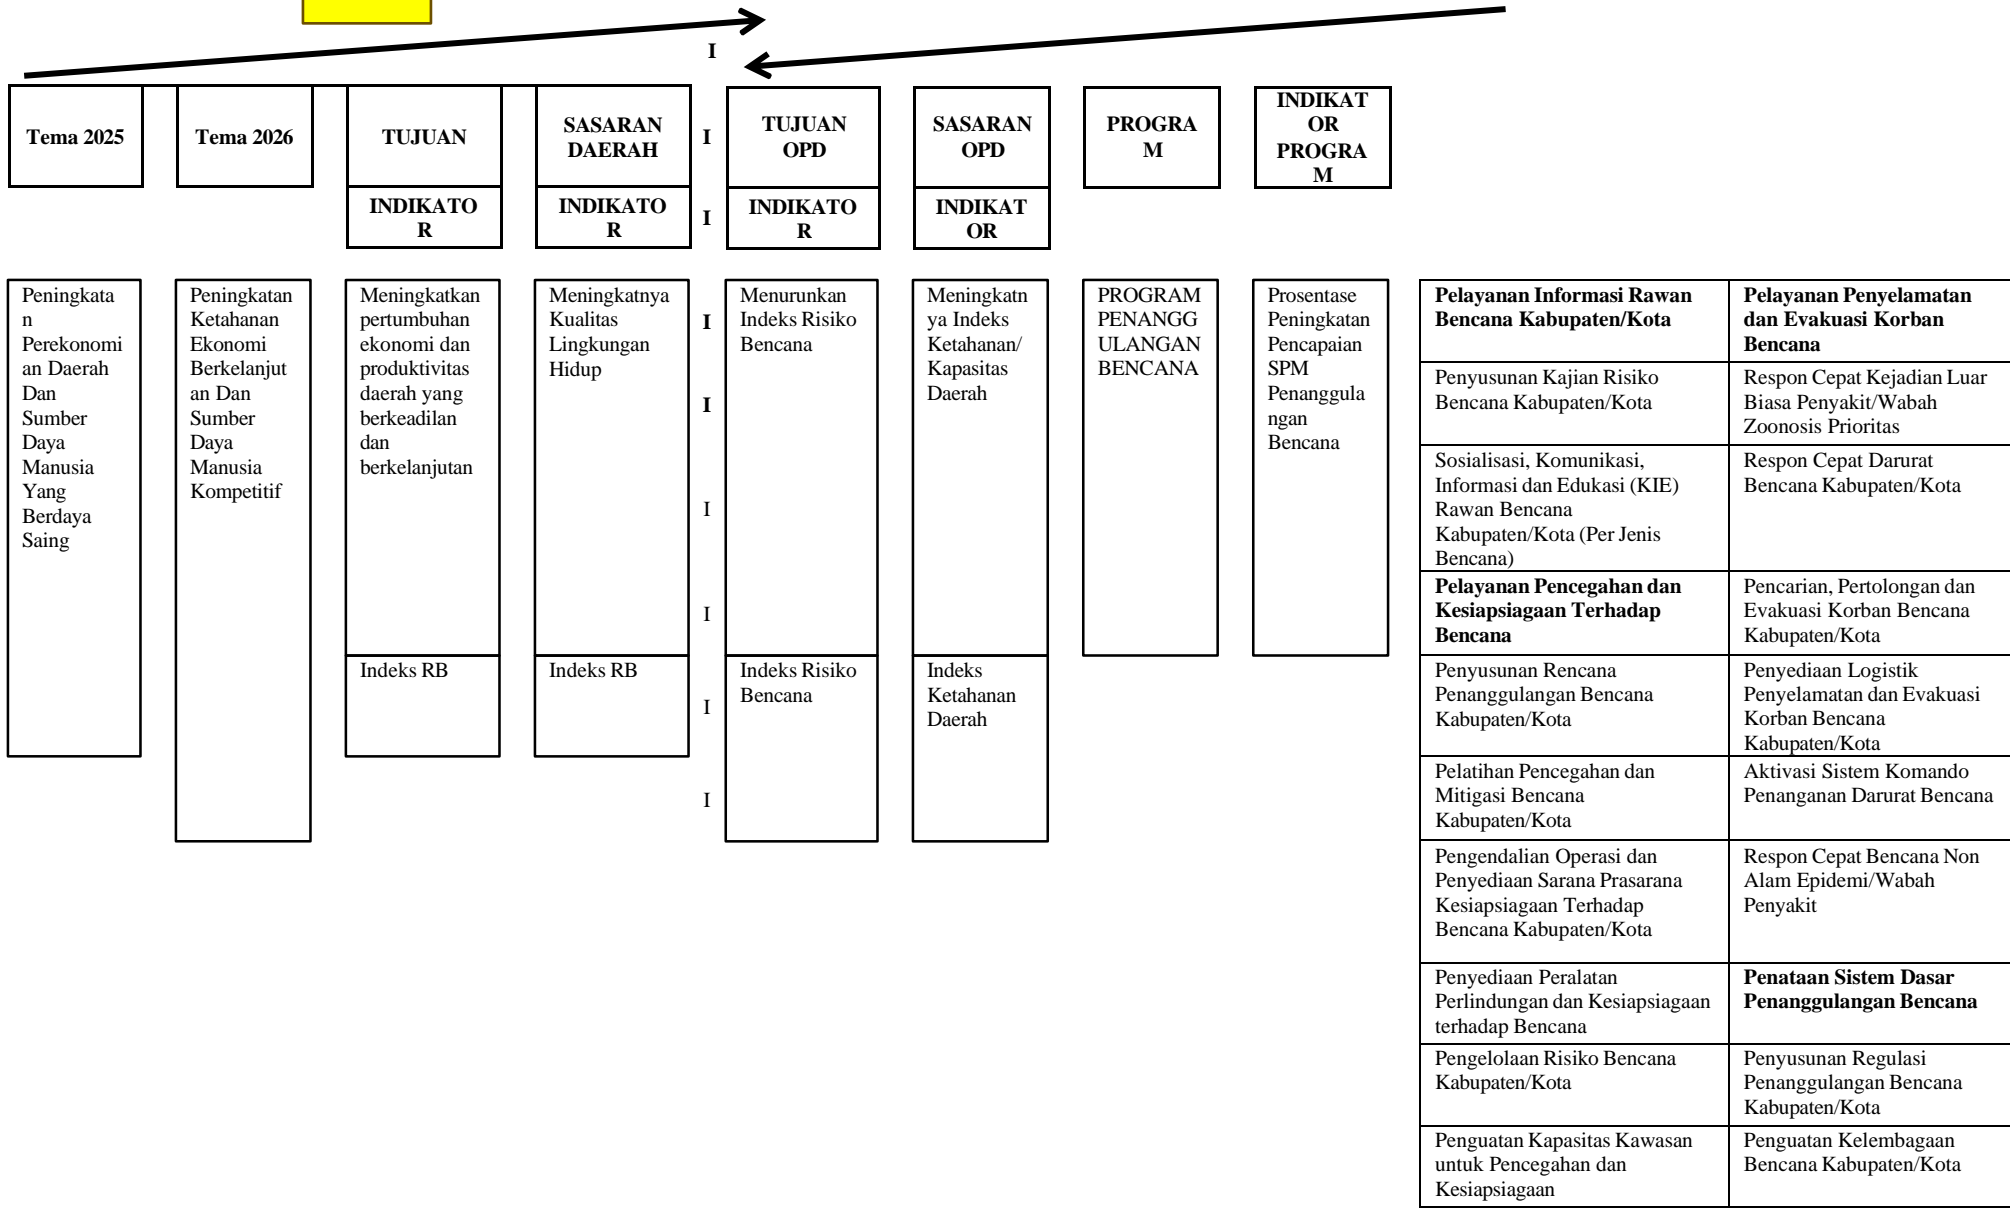 I
Tema 2025
Tema 2026
TUJUAN
SASARAN
DAERAH
I
TUJUAN
OPD
SASARAN
OPD
PROGRA
M
INDIKAT
OR
PROGRA
M
INDIKATO
R
INDIKATO
R
I
INDIKATO
R
INDIKAT
OR
Peningkata
n
Perekonomi
an Daerah
Dan
Sumber
Daya
Manusia
Yang
Berdaya
Saing
Peningkatan
Ketahanan
Ekonomi
Berkelanjut
an Dan
Sumber
Daya
Manusia
Kompetitif
Meningkatkan
pertumbuhan
ekonomi dan
produktivitas
daerah yang
berkeadilan
dan
berkelanjutan
Indeks RB
Meningkatnya
Kualitas
Lingkungan
Hidup
Indeks RB
I
I
I
I
I
I
Menurunkan
Indeks Risiko
Bencana
Indeks Risiko
Bencana
Meningkatn
ya Indeks
Ketahanan/
Kapasitas
Daerah
Indeks
Ketahanan
Daerah
PROGRAM
PENANGG
ULANGAN
BENCANA
Prosentase
Peningkatan
Pencapaian
SPM
Penanggula
ngan
Bencana
Pelayanan Informasi Rawan
Bencana Kabupaten/Kota
Pelayanan Penyelamatan
dan Evakuasi Korban
Bencana
Penyusunan Kajian Risiko
Bencana Kabupaten/Kota
Respon Cepat Kejadian Luar
Biasa Penyakit/Wabah
Zoonosis Prioritas
Sosialisasi, Komunikasi,
Informasi dan Edukasi (KIE)
Rawan Bencana
Kabupaten/Kota (Per Jenis
Bencana)
Respon Cepat Darurat
Bencana Kabupaten/Kota
Pelayanan Pencegahan dan
Kesiapsiagaan Terhadap
Bencana
Pencarian, Pertolongan dan
Evakuasi Korban Bencana
Kabupaten/Kota
Penyusunan Rencana
Penanggulangan Bencana
Kabupaten/Kota
Penyediaan Logistik
Penyelamatan dan Evakuasi
Korban Bencana
Kabupaten/Kota
Pelatihan Pencegahan dan
Mitigasi Bencana
Kabupaten/Kota
Aktivasi Sistem Komando
Penanganan Darurat Bencana
Pengendalian Operasi dan
Penyediaan Sarana Prasarana
Kesiapsiagaan Terhadap
Bencana Kabupaten/Kota
Respon Cepat Bencana Non
Alam Epidemi/Wabah
Penyakit
Penyediaan Peralatan
Perlindungan dan Kesiapsiagaan
terhadap Bencana
Penataan Sistem Dasar
Penanggulangan Bencana
Pengelolaan Risiko Bencana
Kabupaten/Kota
Penyusunan Regulasi
Penanggulangan Bencana
Kabupaten/Kota
Penguatan Kapasitas Kawasan
untuk Pencegahan dan
Kesiapsiagaan
Penguatan Kelembagaan
Bencana Kabupaten/Kota